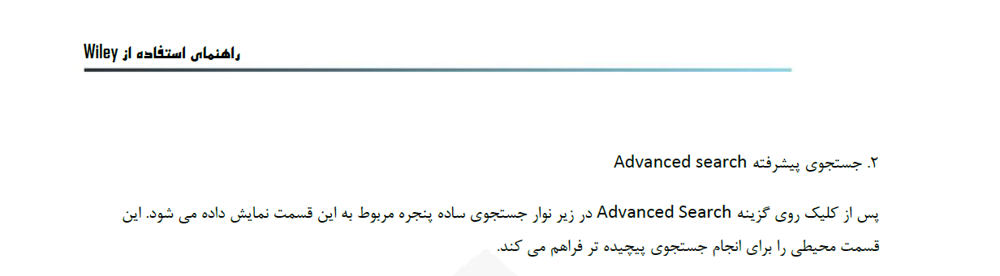 راهنمای استفاده از Wiley
۲. جستجوی پیشرفته Advanced search
پس از کلیک روی گزینه Advanced Search در زیر نوار جستجوی ساده پنجره مربوط به این قسمت نمایش داده می شود. این
قسمت محیطی را برای انجام جستجوی پیچیده تر فراهم می کند.